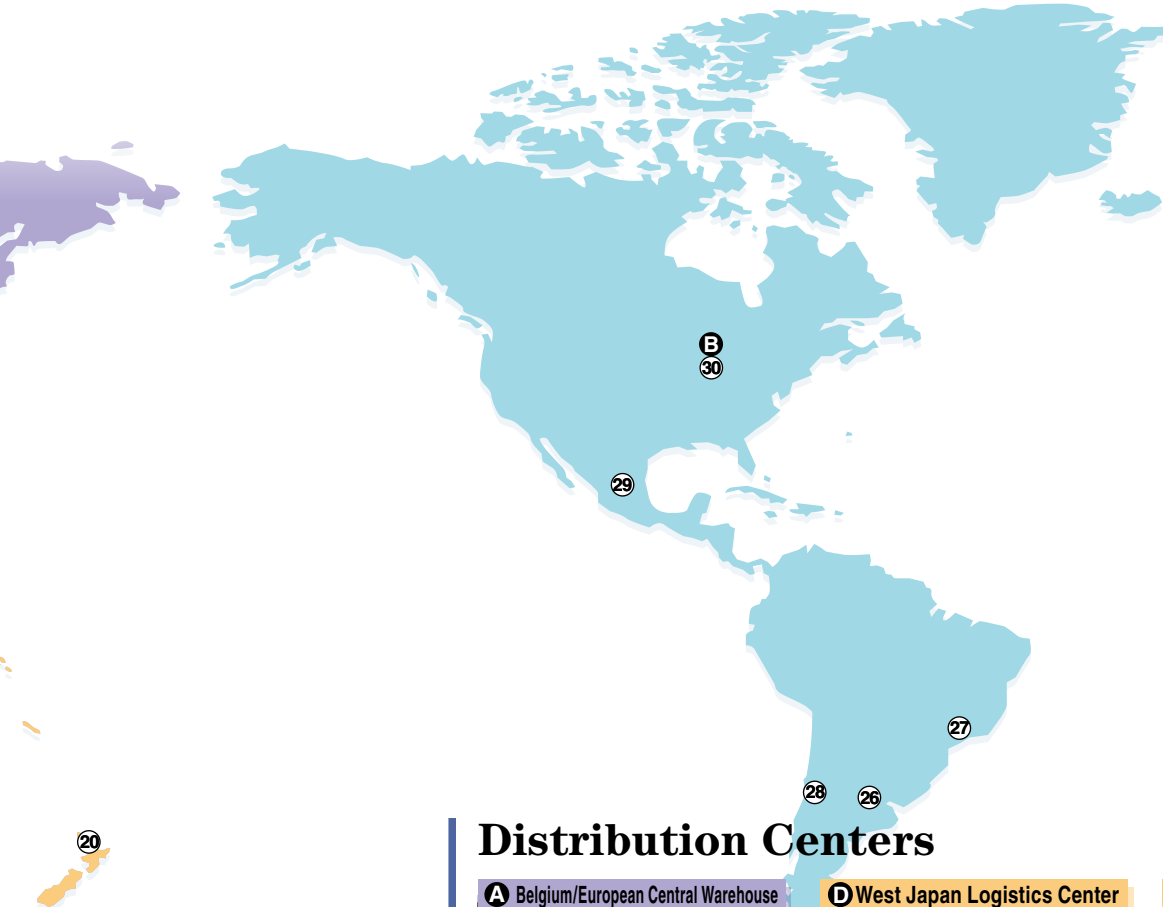 B
30
29
27
28
26
20
Distribution Centers
A Belgium/European Central Warehouse
D West Japan Logistics Center